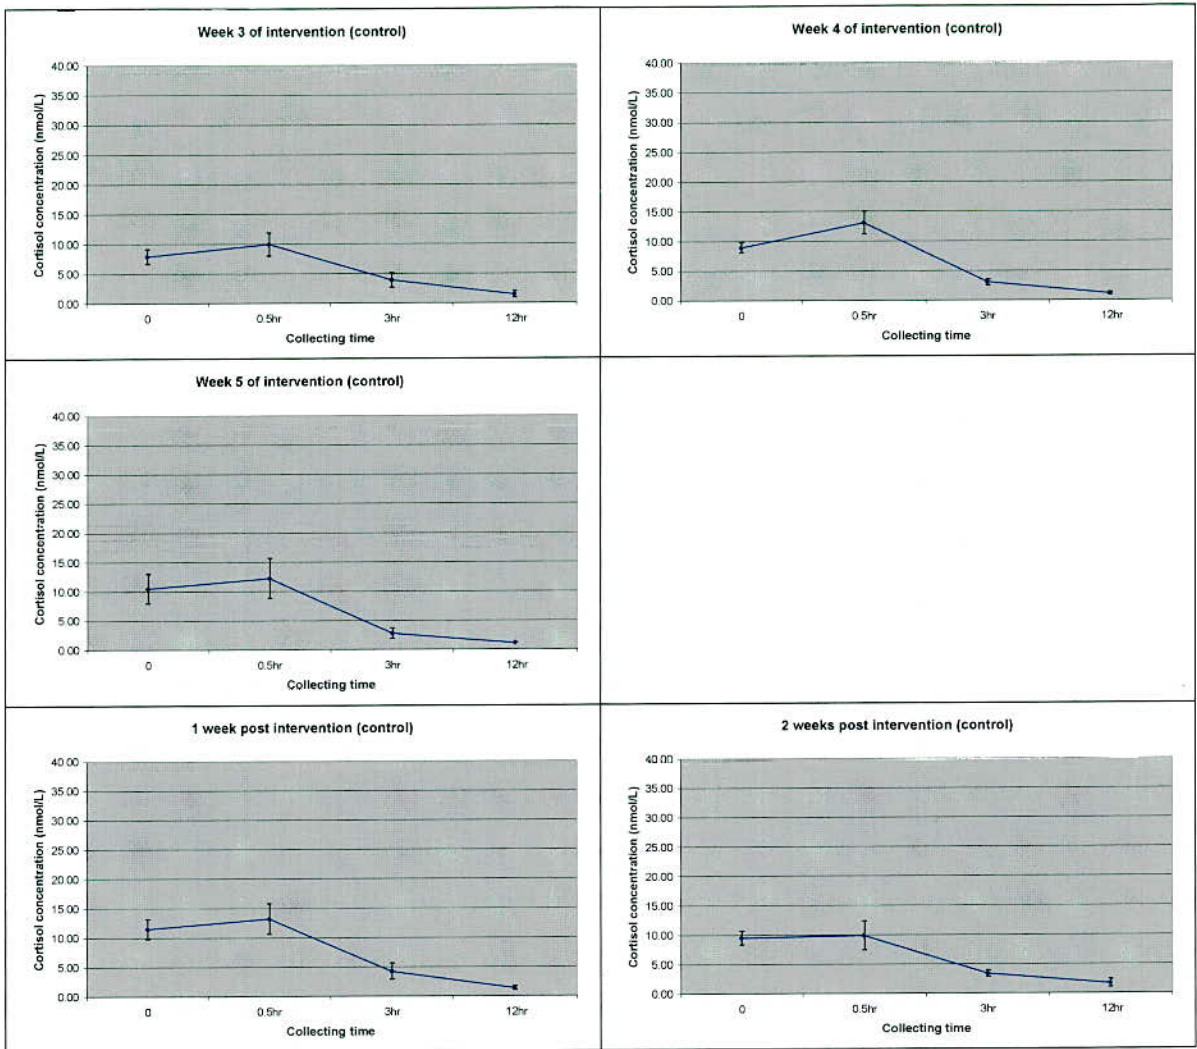 Week 3 of intervention (control)
Cortisol concentration (nmol/L)
40.00
35.00
30.00
25.00
20.00
15.00
10.00
5.00
0.00
0 0.5hr 3hr 12hr
Collecting time
Week 4 of intervention (control)
Cortisol concentration (nmol/L)
40.00
35.00
30.00
25.00
20.00
15.00
10.00
5.00
0.00
0 0.5hr 3hr 12hr
Collecting time
Week 5 of intervention (control)
Cortisol concentration (nmol/L)
40.00
35.00
30.00
25.00
20.00
15.00
10.00
5.00
0.00
0 0.5hr 3hr 12hr
Collecting time
1 week post intervention (control)
Cortisol concentration (nmol/L)
40.00
35.00
30.00
25.00
20.00
15.00
10.00
5.00
0.00
0 0.5hr 3hr 12hr
Collecting time
2 weeks post intervention (control)
Cortisol concentration (nmol/L)
40.00
35.00
30.00
25.00
20.00
15.00
10.00
5.00
0.00
0 0.5hr 3hr 12hr
Collecting time